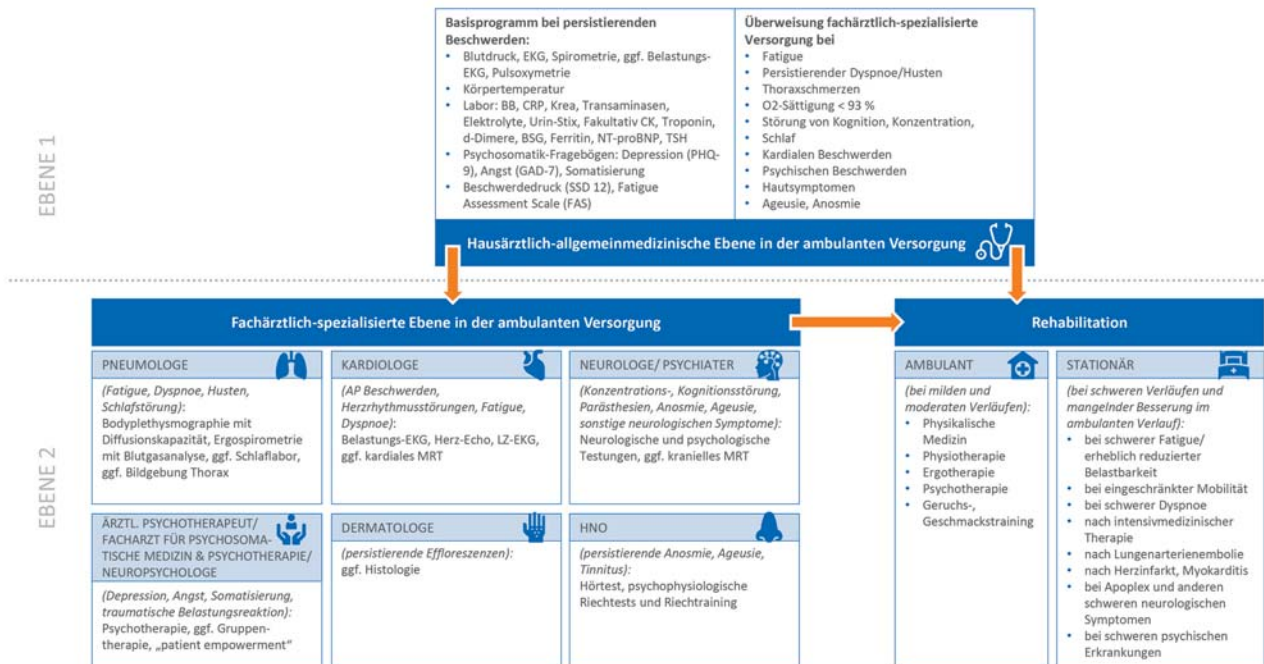 EBENE 1
Basisprogramm bei persistierenden
Beschwerden:
• Blutdruck, EKG, Spirometrie, ggf. Belastungs-
EKG, Pulsoxymetrie
• Körpertemperatur
• Labor: BB, CRP, Krea, Transaminasen,
Elektrolyte, Urin-Stix, Fakultativ CK, Troponin,
d-Dimere, BSG, Ferritin, NT-proBNP, TSH
• Psychosomatik-Fragebögen: Depression (PHQ-
9), Angst (GAD-7), Somatisierung
• Beschwerdedruck (SSD 12), Fatigue
Assessment Scale (FAS)
Überweisung fachärztlich-spezialisierte
Versorgung bei
• Fatigue
• Persistierender Dyspnoe/Husten
• Thoraxschmerzen
• O2-Sättigung < 93 %
• Störung von Kognition, Konzentration,
• Schlaf
• Kardialen Beschwerden
• Psychischen Beschwerden
• Hautsymptomen
• Ageusie, Anosmie
Hausärztlich-allgemeinmedizinische Ebene in der ambulanten Versorgung
EBENE 2
Fachärztlich-spezialisierte Ebene in der ambulanten Versorgung
PNEUMOLOGE
(Fatigue, Dyspnoe, Husten,
Schlafstörung):
Bodyplethysmographie mit
Diffusionskapazität, Ergospirometrie
mit Blutgasanalyse, ggf. Schlaflabor,
ggf. Bildgebung Thorax
KARDIOLOGE
(AP Beschwerden,
Herzrhythmusstörungen, Fatigue,
Dyspnoe):
Belastungs-EKG, Herz-Echo, LZ-EKG,
ggf. kardiales MRT
NEUROLOGE/ PSYCHIATER
(Konzentrations-, Kognitionsstörung,
Parästhesien, Anosmie, Ageusie,
sonstige neurologischen Symptome):
Neurologische und psychologische
Testungen, ggf. kranielles MRT
ÄRZTL. PSYCHOTHERAPEUT/
FACHARZT FÜR PSYCHOSOMA-
TISCHE MEDIZIN & PSYCHOTHERAPIE/
NEUROPSYCHOLOGE
(Depression, Angst, Somatisierung,
traumatische Belastungsreaktion):
Psychotherapie, ggf. Gruppen-
therapie, „patient empowerment“
DERMATOLOGE
(persistierende Effloreszenzen):
ggf. Histologie
HNO
(persistierende Anosmie, Ageusie,
Tinnitus):
Hörtest, psychophysiologische
Riechtests und Riechtraining
Rehabilitation
AMBULANT
(bei milden und
moderaten Verläufen):
• Physikalische
Medizin
• Physiotherapie
• Ergotherapie
• Psychotherapie
• Geruchs-,
Geschmackstraining
STATIONÄR
(bei schweren Verläufen und
mangelnder Besserung im
ambulanten Verlauf):
• bei schwerer Fatigue/
erheblich reduzierter
Belastbarkeit
• bei eingeschränkter Mobilität
• bei schwerer Dyspnoe
• nach intensivmedizinischer
Therapie
• nach Lungenarterienembolie
• nach Herzinfarkt, Myokarditis
• bei Apoplex und anderen
schweren neurologischen
Symptomen
• bei schweren psychischen
Erkrankungen